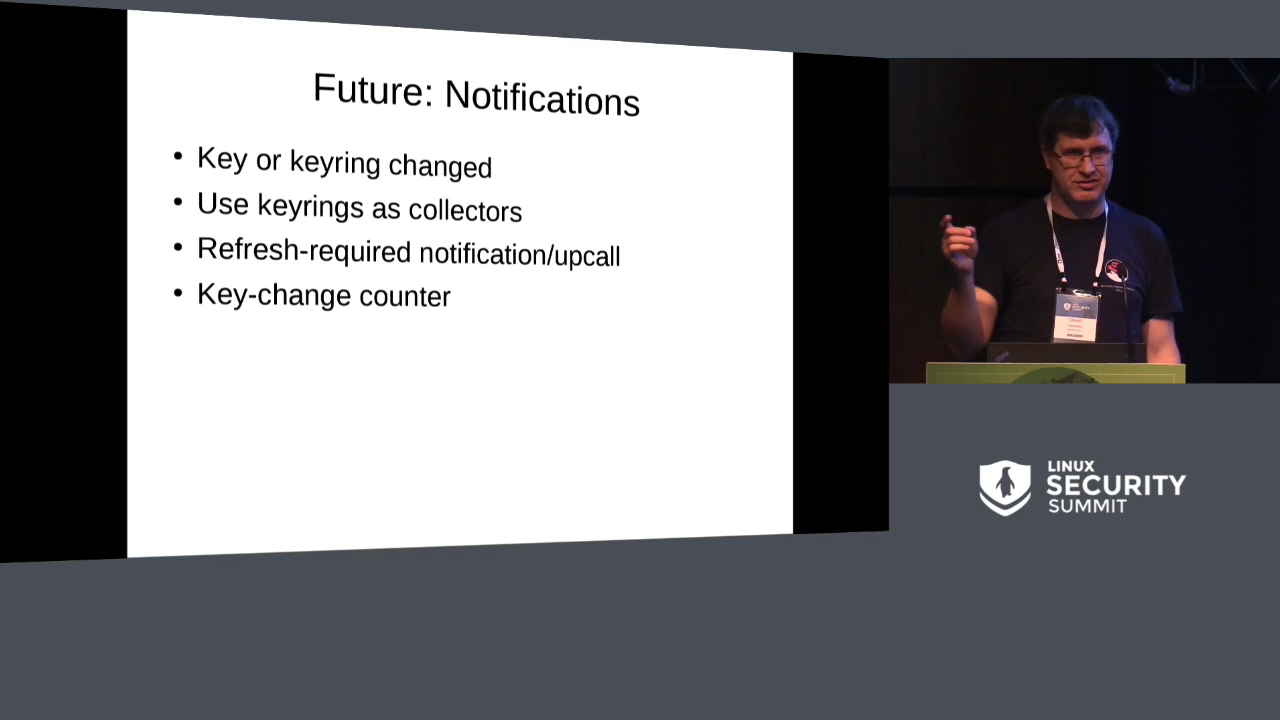 Future: Notifications
• Key or keyring changed
• Use keyrings as collectors
• Refresh-required notification/upcall
• Key-change counter
LINUX
SECURITY
SUMMIT